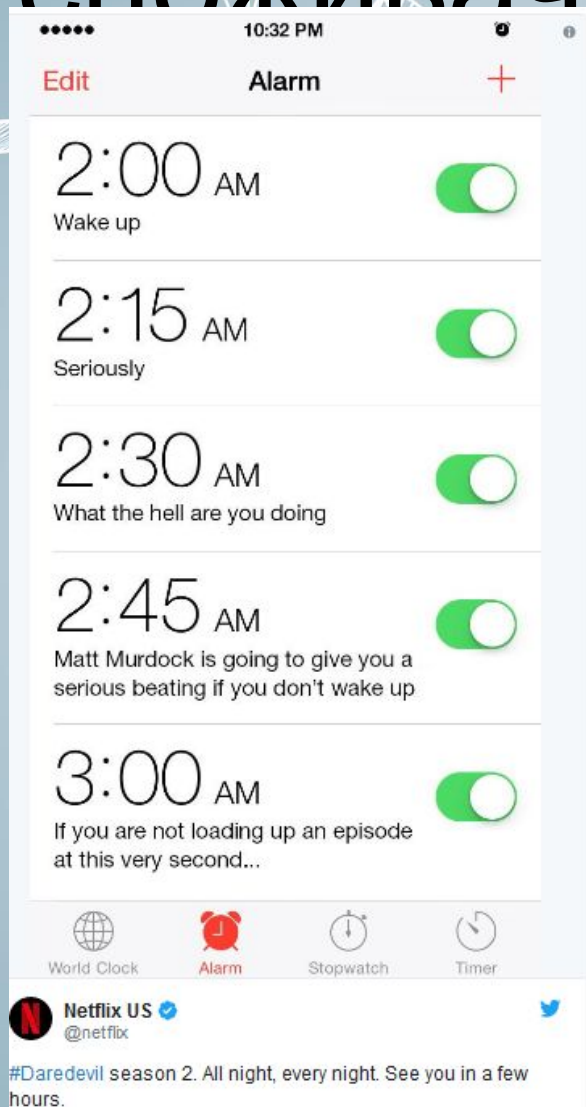 10:32 PM
Edit
Alarm
+
2:00 AM
Wake up
2:15 AM
Seriously
2:30 AM
What the hell are you doing
2:45 AM
Matt Murdock is going to give you a
serious beating if you don't wake up
3:00 AM
If you are not loading up an episode
at this very second...
World Clock
Alarm
Stopwatch
Timer
N
Netflix US
@netflix
#Daredevil season 2. All night, every night. See you in a few
hours.